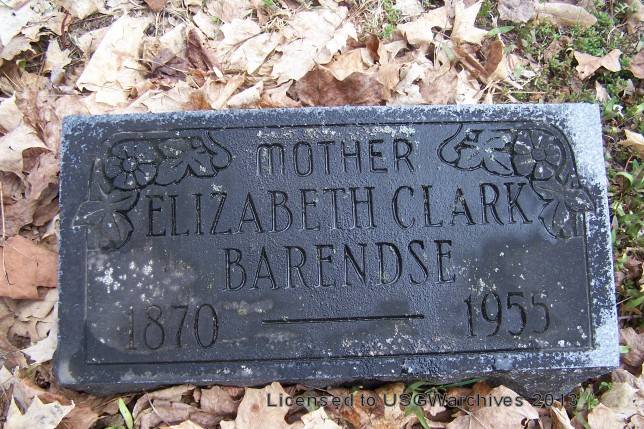 MOTHER
ELIZABETH CLARK
BARENDSE
1870 — 1955
Licensed to USGWarchives 2013